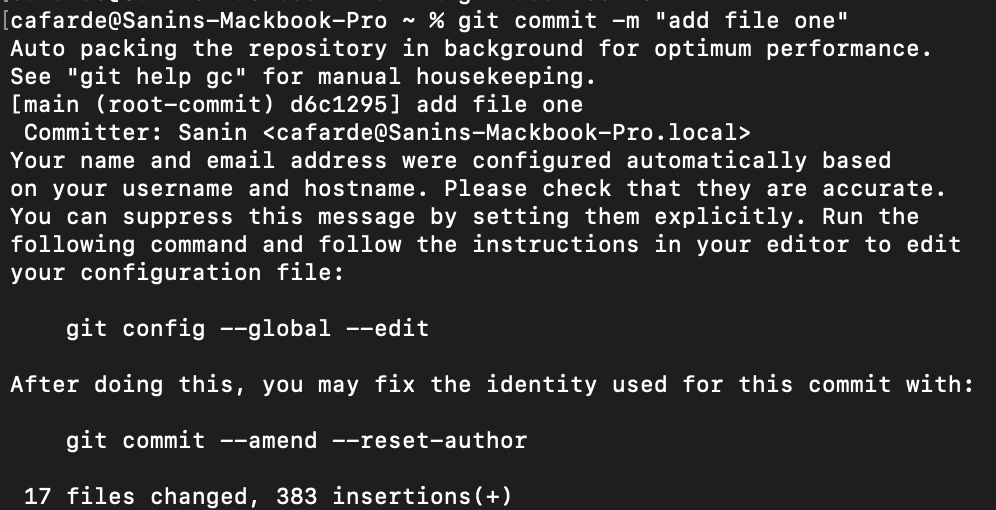 [cafarde@Sanins-Mackbook-Pro ~ % git commit -m "add file one"
Auto packing the repository in background for optimum performance.
See "git help gc" for manual housekeeping.
[main (root-commit) d6c1295] add file one
 Committer: Sanin <cafarde@Sanins-Mackbook-Pro.local>
Your name and email address were configured automatically based
on your username and hostname. Please check that they are accurate.
You can suppress this message by setting them explicitly. Run the
following command and follow the instructions in your editor to edit
your configuration file:

    git config --global --edit

After doing this, you may fix the identity used for this commit with:

    git commit --amend --reset-author

 17 files changed, 383 insertions(+)